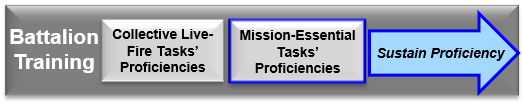 Battalion
Training
Collective Live-
Fire Tasks'
Proficiencies
Mission-Essential
Tasks'
Proficiencies
Sustain Proficiency